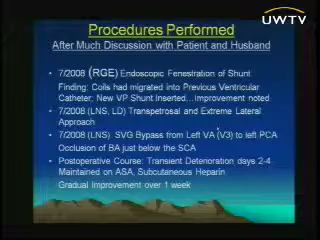 UWTV
Procedures Performed
After Much Discussion with Patient and Husband
• 7/2008 (RGE) Endoscopic Fenestration of Shunt
Finding: Coils had migrated into Previous Ventricular
Catheter; New VP Shunt Inserted…Improvement noted
• 7/2008 (LNS, LD) Transpetrosal and Extreme Lateral
Approach
• 7/2008 (LNS) SVG Bypass from Left VA (V3) to left PCA
Occlusion of BA just below the SCA
• Postoperative Course: Transient Deterioration days 2-4
Maintained on ASA, Subcutaneous Heparin
Gradual Improvement over 1 week